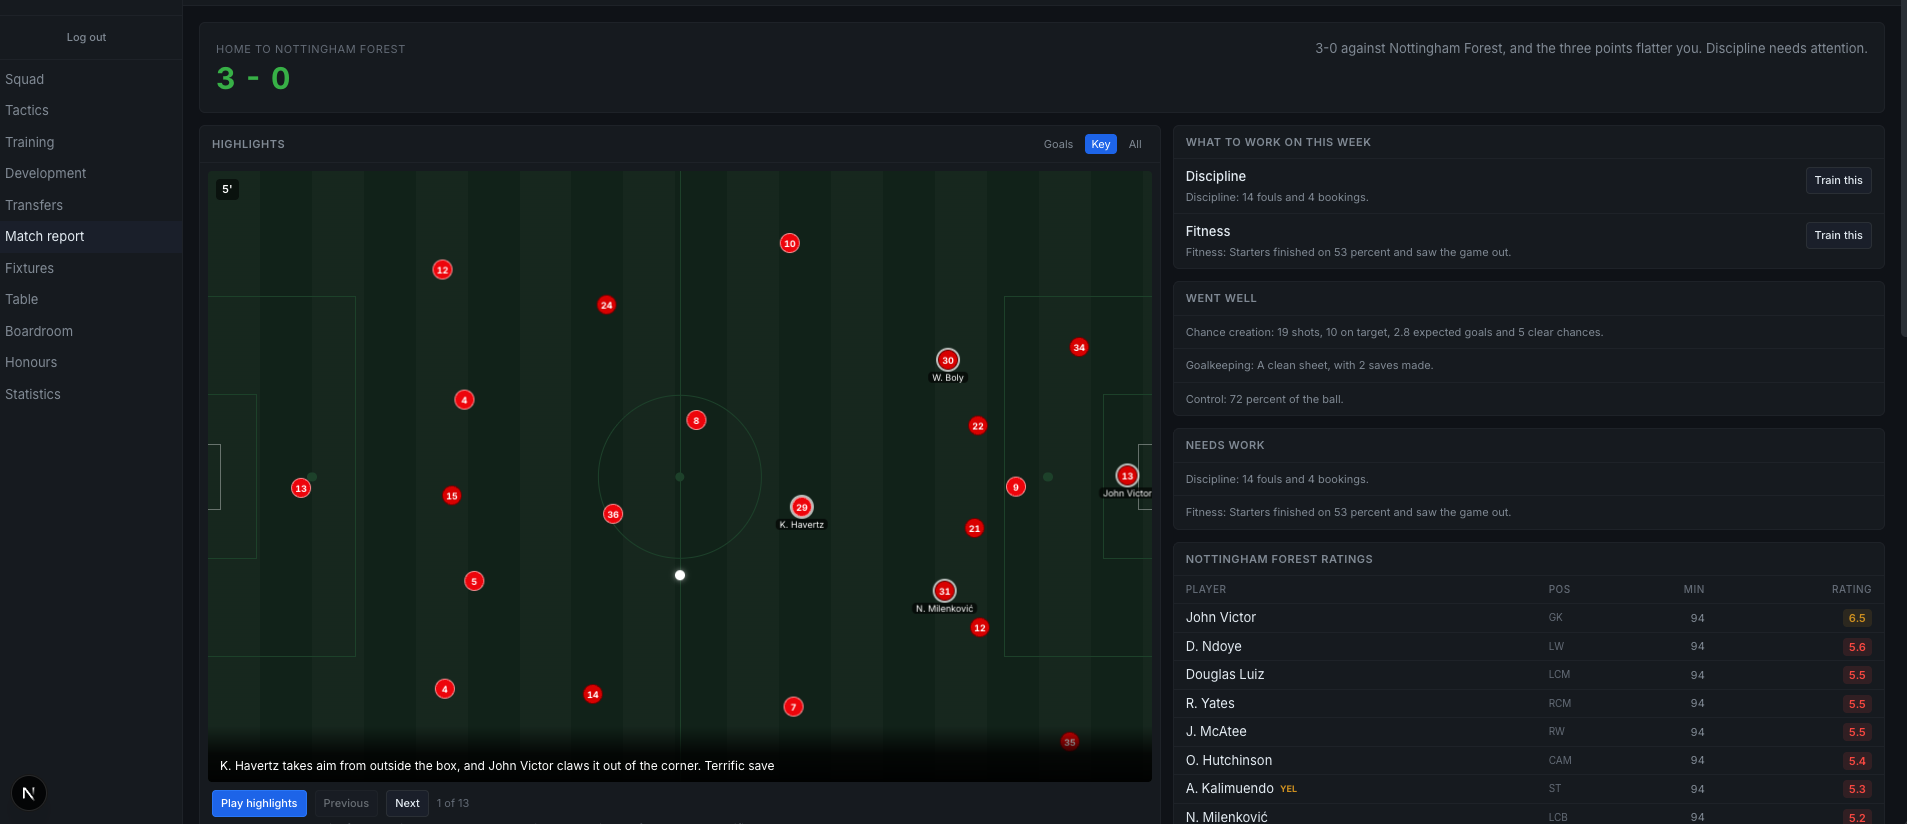 Log out
Squad
Tactics
Training
Development
Transfers
Match report
Fixtures
Table
Boardroom
Honours
Statistics
N
HOME TO NOTTINGHAM FOREST
3 - 0
3-0 against Nottingham Forest, and the three points flatter you. Discipline needs attention.
HIGHLIGHTS
Goals Key All
5'
10
12
24
34
30
W. Boly
4
8
22
13
15
9
13
John Victor
36
29
K. Havertz
21
5
31
N. Milenković
12
4
14
7
35
K. Havertz takes aim from outside the box, and John Victor claws it out of the corner. Terrific save
Play highlights Previous Next 1 of 13
WHAT TO WORK ON THIS WEEK
Discipline
Train this
Discipline: 14 fouls and 4 bookings.
Fitness
Train this
Fitness: Starters finished on 53 percent and saw the game out.
WENT WELL
Chance creation: 19 shots, 10 on target, 2.8 expected goals and 5 clear chances.
Goalkeeping: A clean sheet, with 2 saves made.
Control: 72 percent of the ball.
NEEDS WORK
Discipline: 14 fouls and 4 bookings.
Fitness: Starters finished on 53 percent and saw the game out.
NOTTINGHAM FOREST RATINGS
PLAYER POS MIN RATING
John Victor GK 94 6.5
D. Ndoye LW 94 5.6
Douglas Luiz LCM 94 5.5
R. Yates RCM 94 5.5
J. McAtee RW 94 5.5
O. Hutchinson CAM 94 5.4
A. Kalimuendo YEL ST 94 5.3
N. Milenković LCB 94 5.2